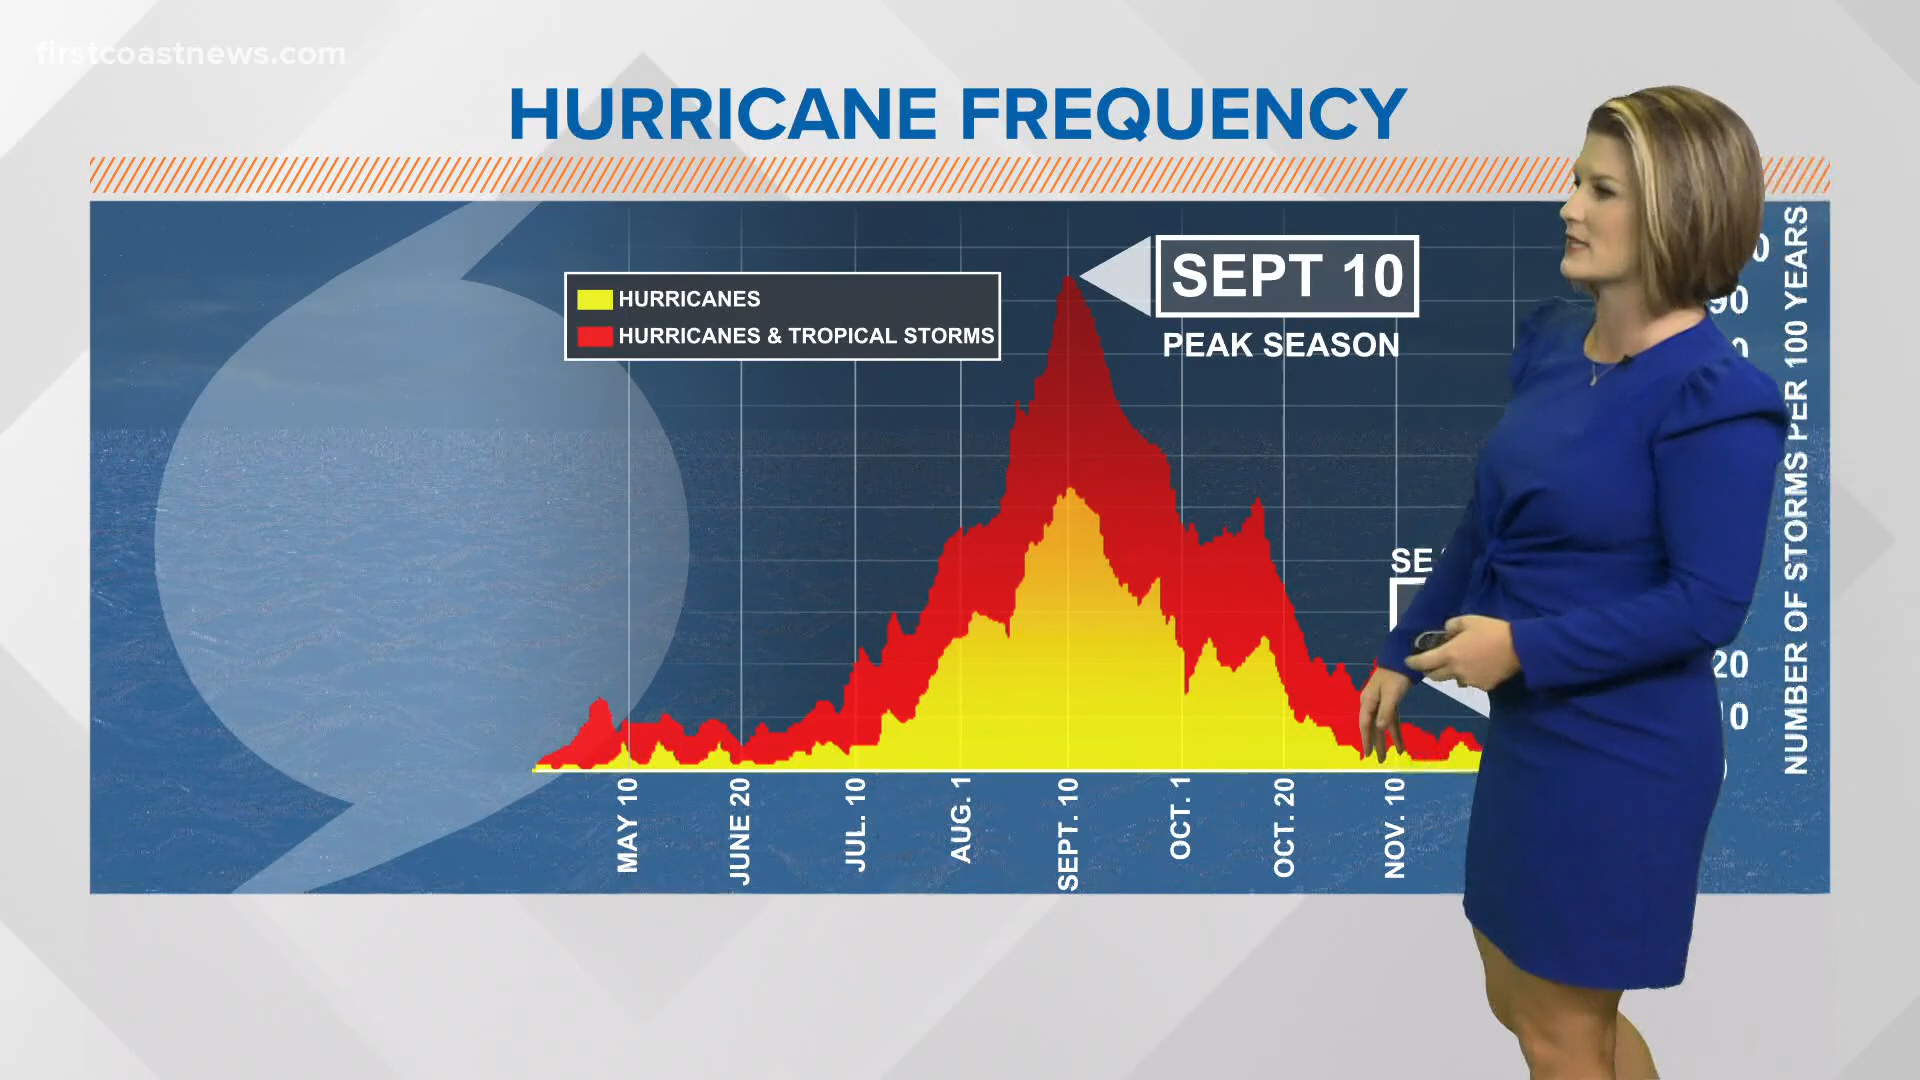 firstcoastnews.com
HURRICANE FREQUENCY
HURRICANES
HURRICANES & TROPICAL STORMS
SEPT 10
PEAK SEASON
90
20
10
NUMBER OF STORMS PER 100 YEARS
MAY 10
JUNE 20
JUL. 10
AUG. 1
SEPT. 10
OCT. 1
OCT. 20
NOV. 10